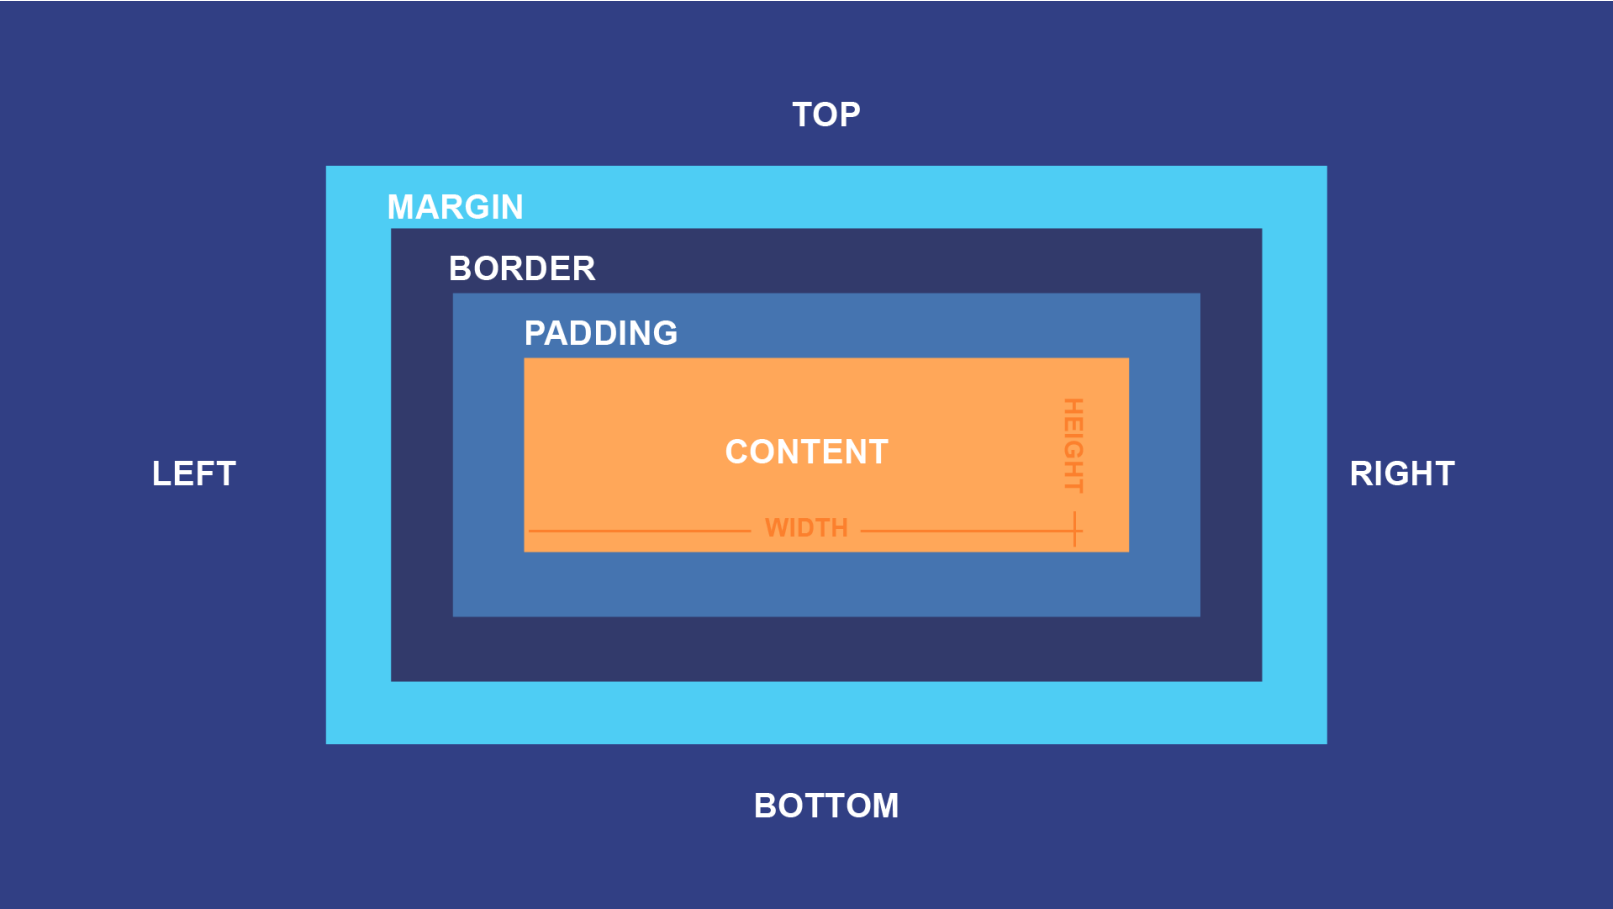 TOP
MARGIN
BORDER
PADDING
CONTENT
HEIGHT
LEFT
RIGHT
WIDTH
BOTTOM